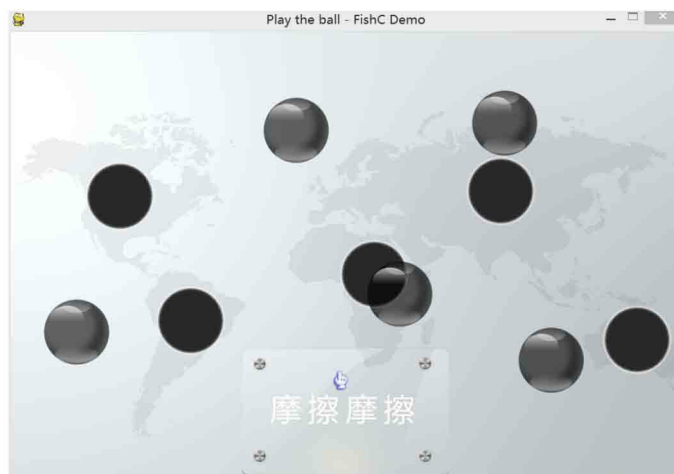 Play the ball - FishC Demo
摩擦摩擦